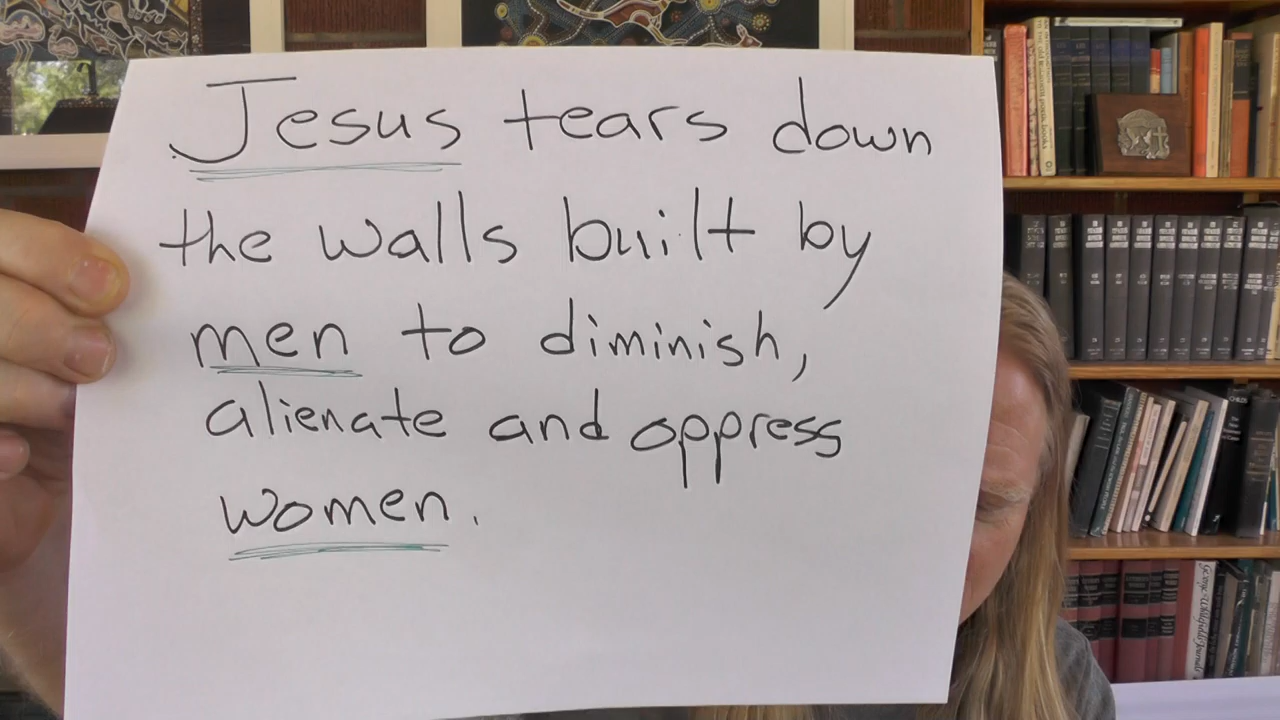 Jesus tears down
the walls built by
men to diminish,
alienate and oppress
women.